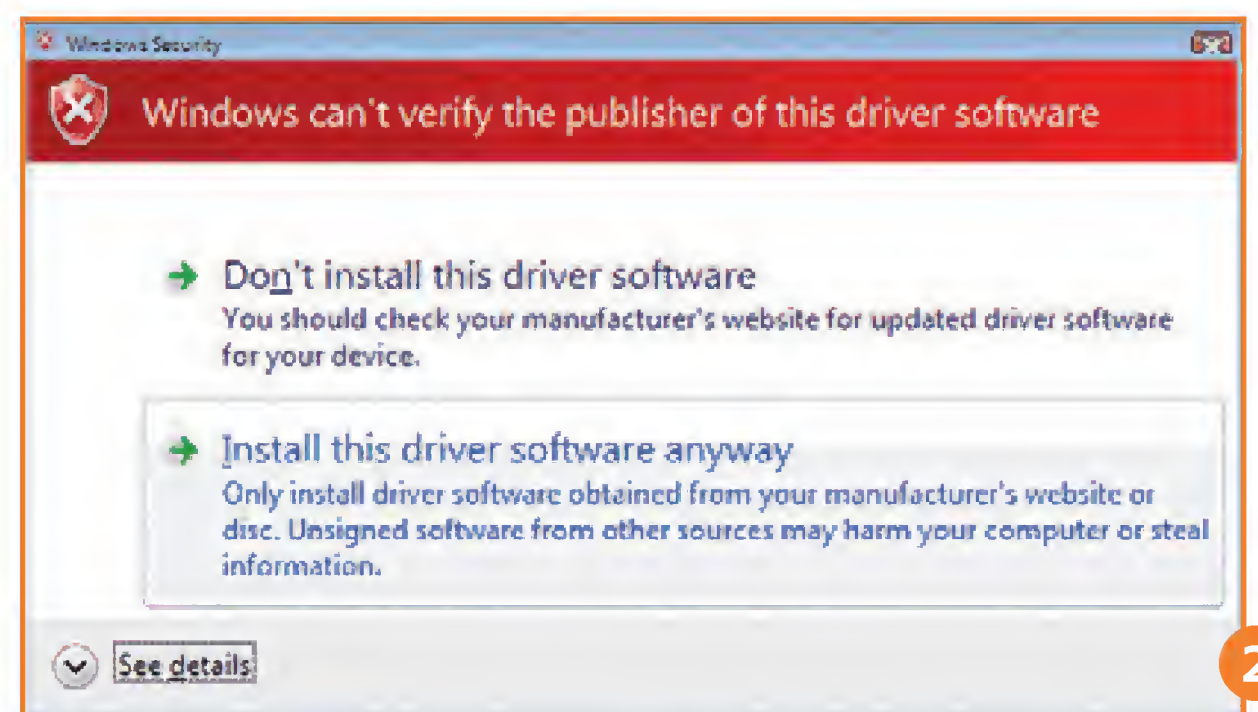 Windows Security
Windows can't verify the publisher of this driver software
Don't install this driver software
You should check your manufacturer's website for updated driver software
for your device.
Install this driver software anyway
Only install driver software obtained from your manufacturer's website or
disc. Unsigned software from other sources may harm your computer or steal
information.
See details
2